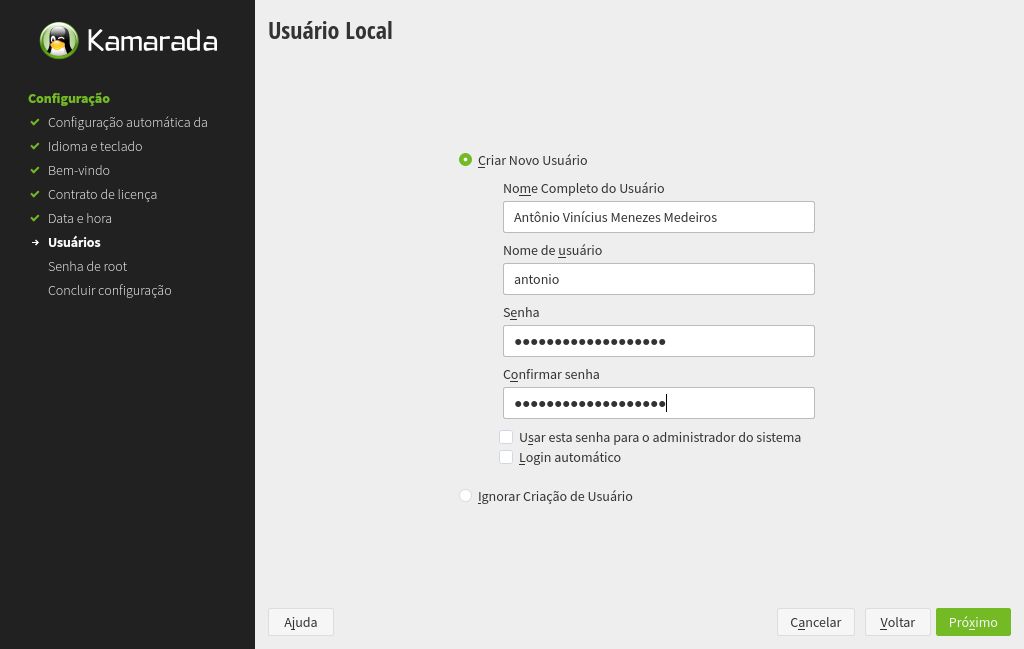 Kamarada
Configuração
Configuração automática da
Idioma e teclado
Bem-vindo
Contrato de licença
Data e hora
Usuários
Senha de root
Concluir configuração
Usuário Local
Criar Novo Usuário
Nome Completo do Usuário
Antônio Vinícius Menezes Medeiros
Nome de usuário
antonio
Senha
●●●●●●●●●●●●●●●●●●●
Confirmar senha
●●●●●●●●●●●●●●●●●●●
Usar esta senha para o administrador do sistema
Login automático
Ignorar Criação de Usuário
Ajuda
Cancelar
Voltar
Próximo